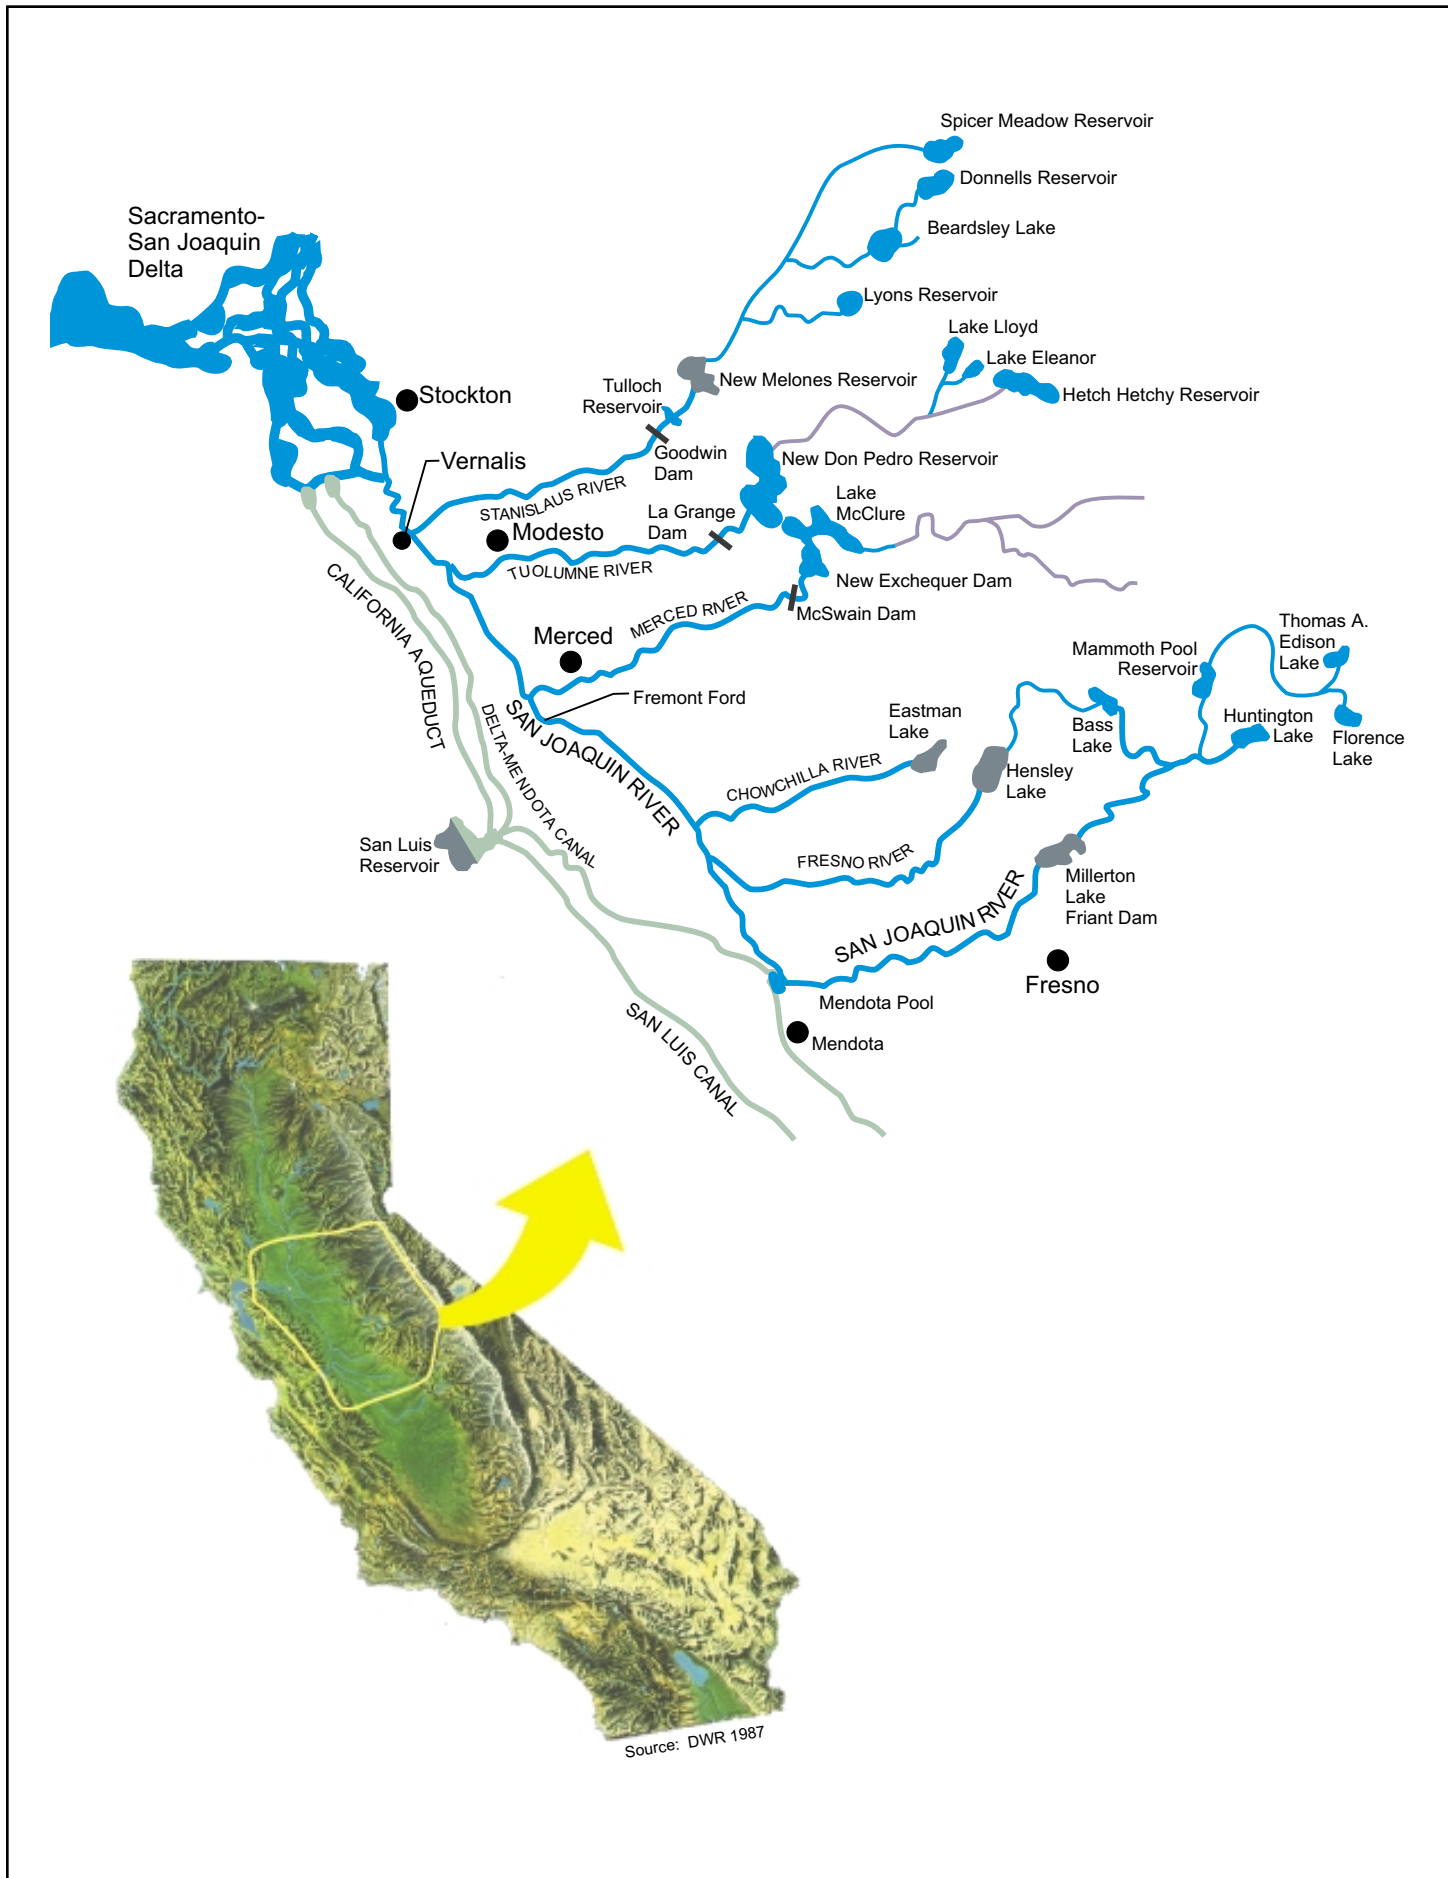 Spicer Meadow Reservoir
Donnells Reservoir
Sacramento-
San Joaquin
Delta
Beardsley Lake
Lyons Reservoir
Lake Lloyd
Lake Eleanor
Hetch Hetchy Reservoir
New Melones Reservoir
Tulloch
Reservoir
Stockton
Goodwin
Dam
Vernalis
New Don Pedro Reservoir
STANISLAUS RIVER
Lake
McClure
La Grange
Dam
Modesto
TUOLUMNE RIVER
New Exchequer Dam
McSwain Dam
MERCED RIVER
Merced
CALIFORNIA AQUEDUCT
Thomas A.
Edison
Lake
Mammoth Pool
Reservoir
Fremont Ford
Eastman
Lake
Bass
Lake
Huntington
Lake
Florence
Lake
DELTA-MENDOTA CANAL
SAN JOAQUIN RIVER
CHOWCHILLA RIVER
Hensley
Lake
San Luis
Reservoir
FRESNO RIVER
Millerton
Lake
Friant Dam
SAN JOAQUIN RIVER
Fresno
Mendota Pool
Mendota
SAN LUIS CANAL
Source: DWR 1987